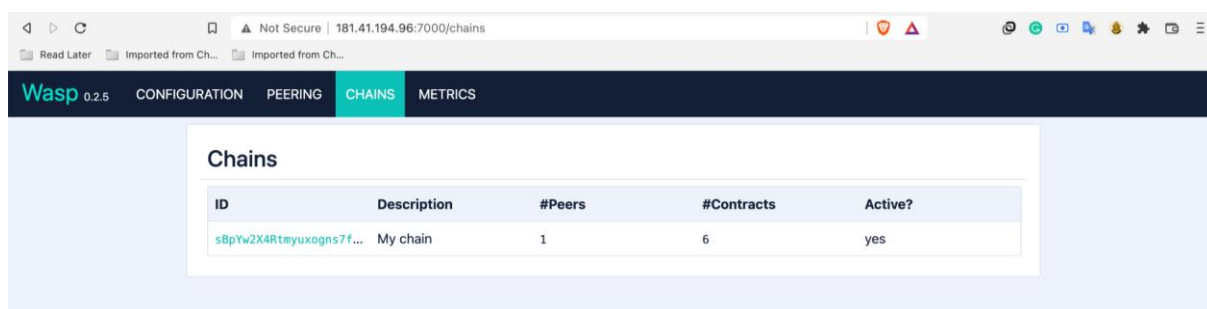 Not Secure 181.41.194.96:7000/chains
Read Later Imported from Ch... Imported from Ch...
Wasp 0.2.5 CONFIGURATION PEERING CHAINS METRICS
Chains
ID Description #Peers #Contracts Active?
sBpYw2X4Rtmyuxogns7f... My chain 1 6 yes